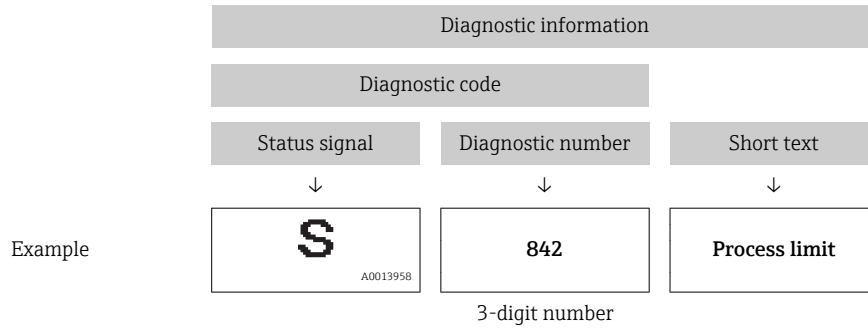 Diagnostic information
Diagnostic code
Status signal Diagnostic number Short text
↓ ↓ ↓
Example S 842 Process limit
A0013958
3-digit number